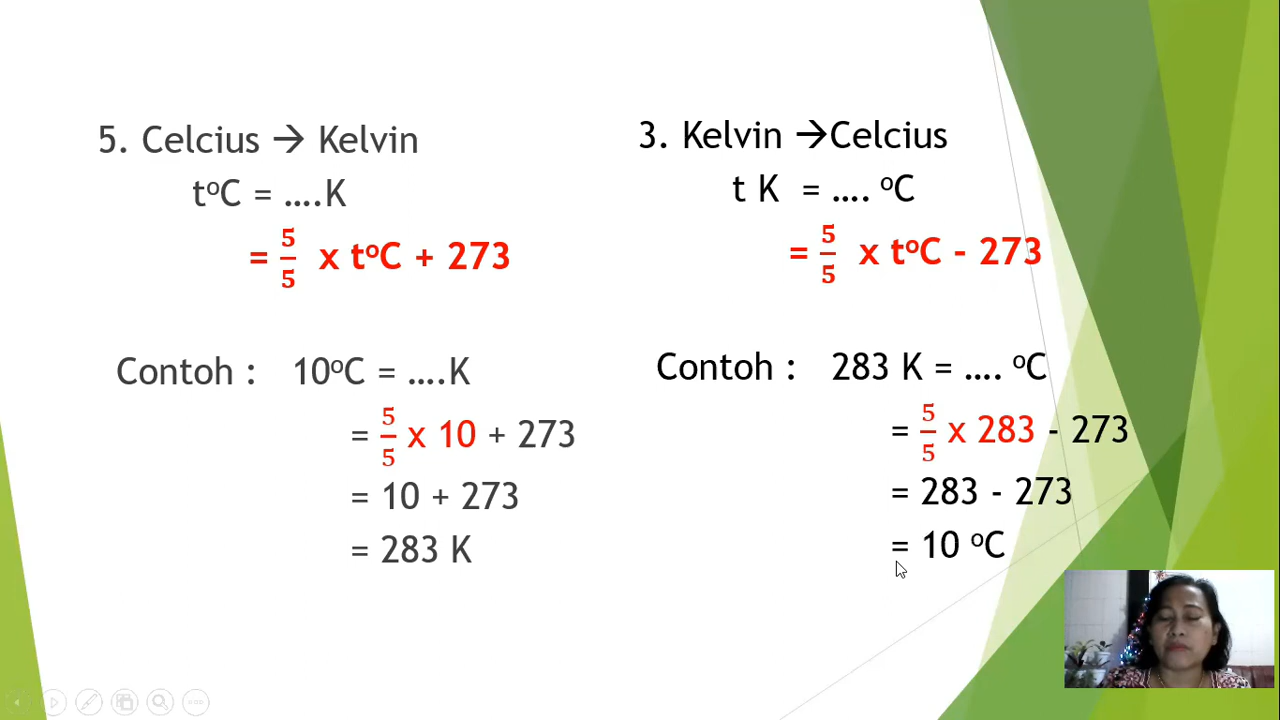 5. Celcius → Kelvin
t°C = ....K
= 5/5 x t°C + 273
Contoh : 10°C = ....K
= 5/5 x 10 + 273
= 10 + 273
= 283 K
3. Kelvin →Celcius
t K = .... °C
= 5/5 x t°C - 273
Contoh : 283 K = .... °C
= 5/5 x 283 - 273
= 283 - 273
= 10 °C